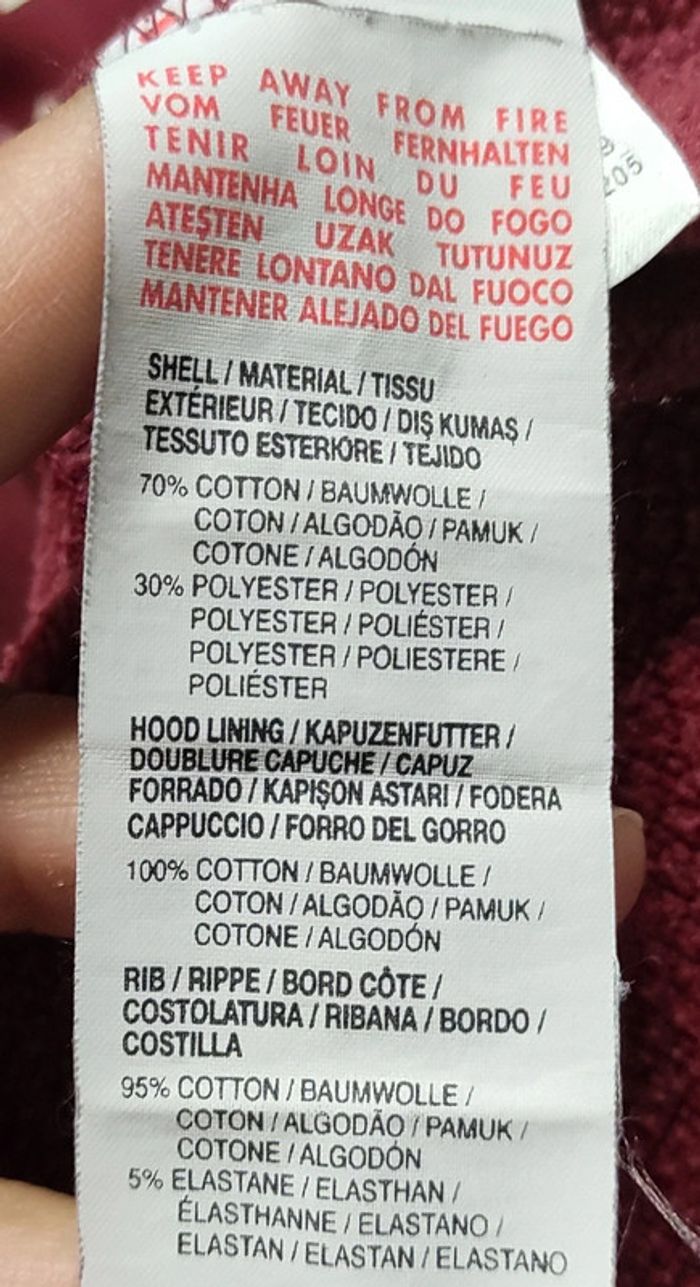 KEEP AWAY FROM FIRE
VOM FEUER FERNHALTEN
TENIR LOIN DU FEU
MANTENHA LONGE DO FOGO
ATEŞTEN UZAK TUTUNUZ
TENERE LONTANO DAL FUOCO
MANTENER ALEJADO DEL FUEGO
SHELL / MATERIAL / TISSU
EXTÉRIEUR / TECIDO / DIŞ KUMAŞ /
TESSUTO ESTERIORE / TEJIDO
70% COTTON / BAUMWOLLE /
COTON / ALGODÃO / PAMUK /
COTONE / ALGODÓN
30% POLYESTER / POLYESTER /
POLYESTER / POLIÉSTER /
POLYESTER / POLIESTERE /
POLIÉSTER
HOOD LINING / KAPUZENFUTTER /
DOUBLURE CAPUCHE / CAPUZ
FORRADO / KAPIŞON ASTARI / FODERA
CAPPUCCIO / FORRO DEL GORRO
100% COTTON / BAUMWOLLE /
COTON / ALGODÃO / PAMUK /
COTONE / ALGODÓN
RIB / RIPPE / BORD CÔTE /
COSTOLATURA / RIBANA / BORDO /
COSTILLA
95% COTTON / BAUMWOLLE /
COTON / ALGODÃO / PAMUK /
COTONE / ALGODÓN
5% ELASTANE / ELASTHAN /
ÉLASTHANNE / ELASTANO /
ELASTAN / ELASTAN / ELASTANO
205